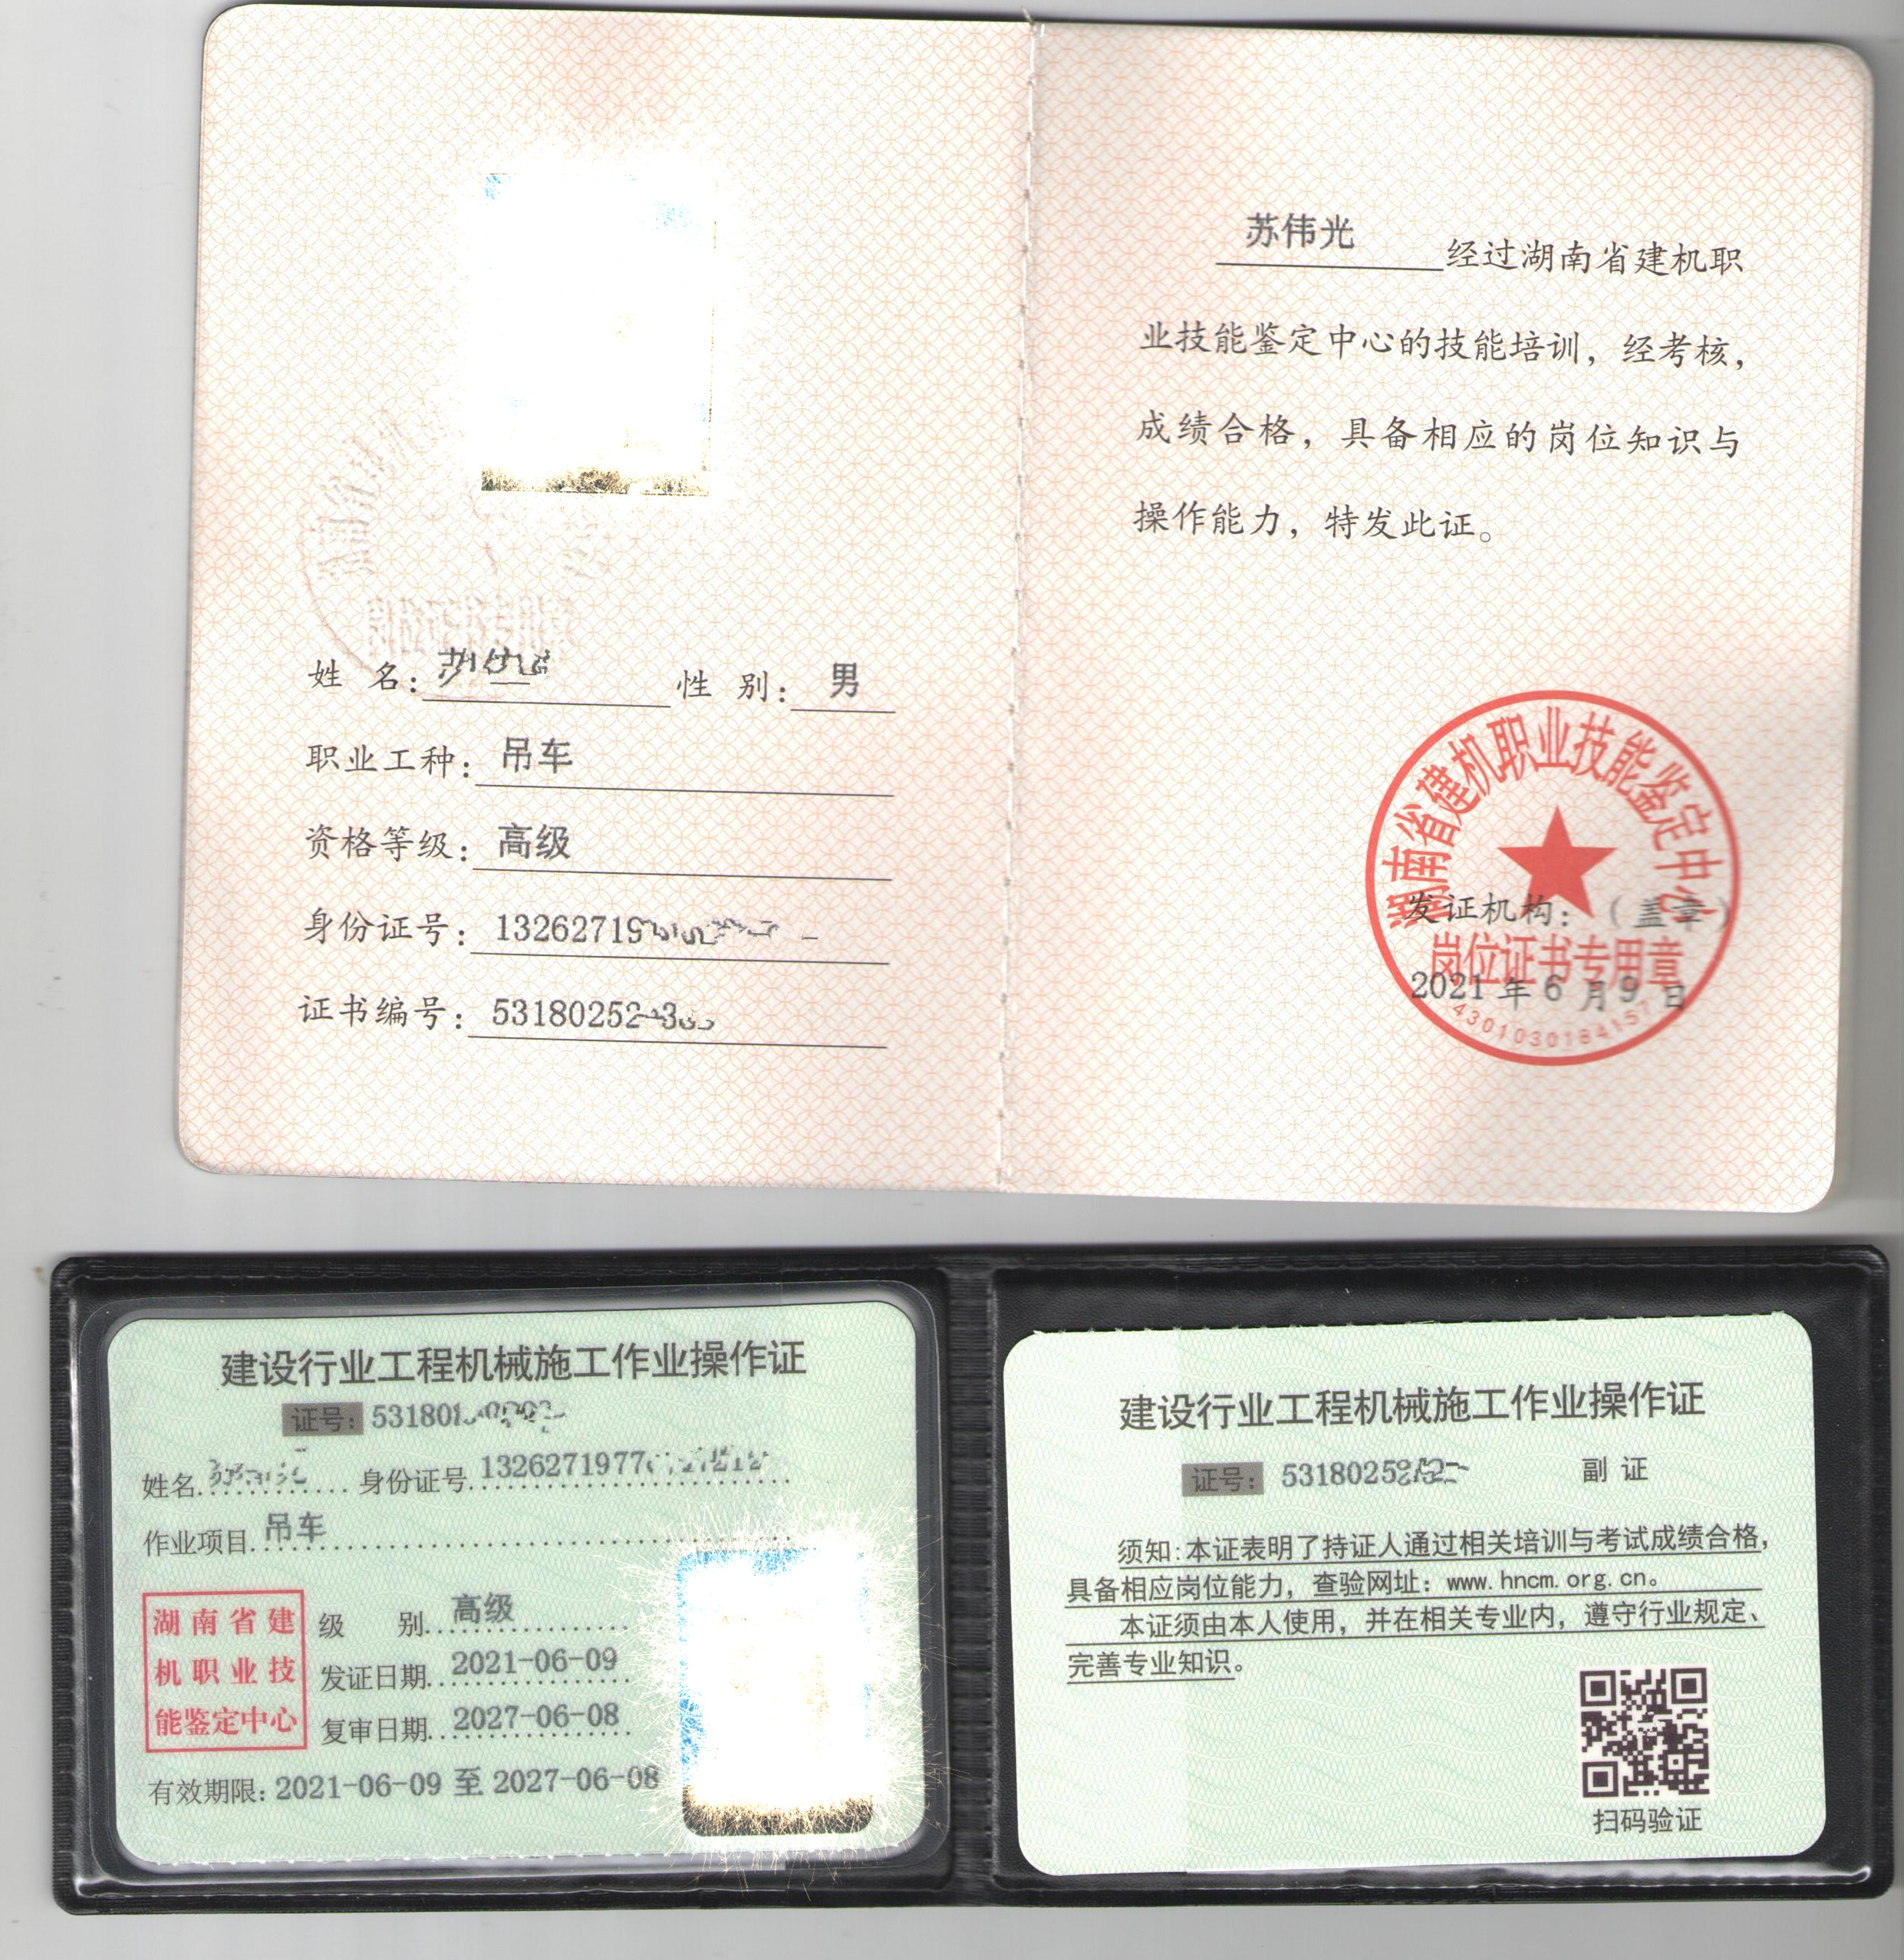 姓 名：
性 别： 男
职业工种： 吊车
资格等级： 高级
身份证号： 13262719
证书编号： 53180252
苏伟光 经过湖南省建机职
业技能鉴定中心的技能培训，经考核，
成绩合格，具备相应的岗位知识与
操作能力，特发此证。
湖南省建机职业技能鉴定中心
发证机构：（盖章）
岗位证书专用章
2021 年 6 月 9 日
建设行业工程机械施工作业操作证
证号：531801
姓名 身份证号 1326271977
作业项目 吊车
湖南省建
机职业技
能鉴定中心
级 别 高级
发证日期 2021-06-09
复审日期 2027-06-08
有效期限：2021-06-09 至 2027-06-08
建设行业工程机械施工作业操作证
证号： 5318025 副 证
须知：本证表明了持证人通过相关培训与考试成绩合格，
具备相应岗位能力，查验网址：www.hncm.org.cn。
本证须由本人使用，并在相关专业内，遵守行业规定、
完善专业知识。
扫码验证